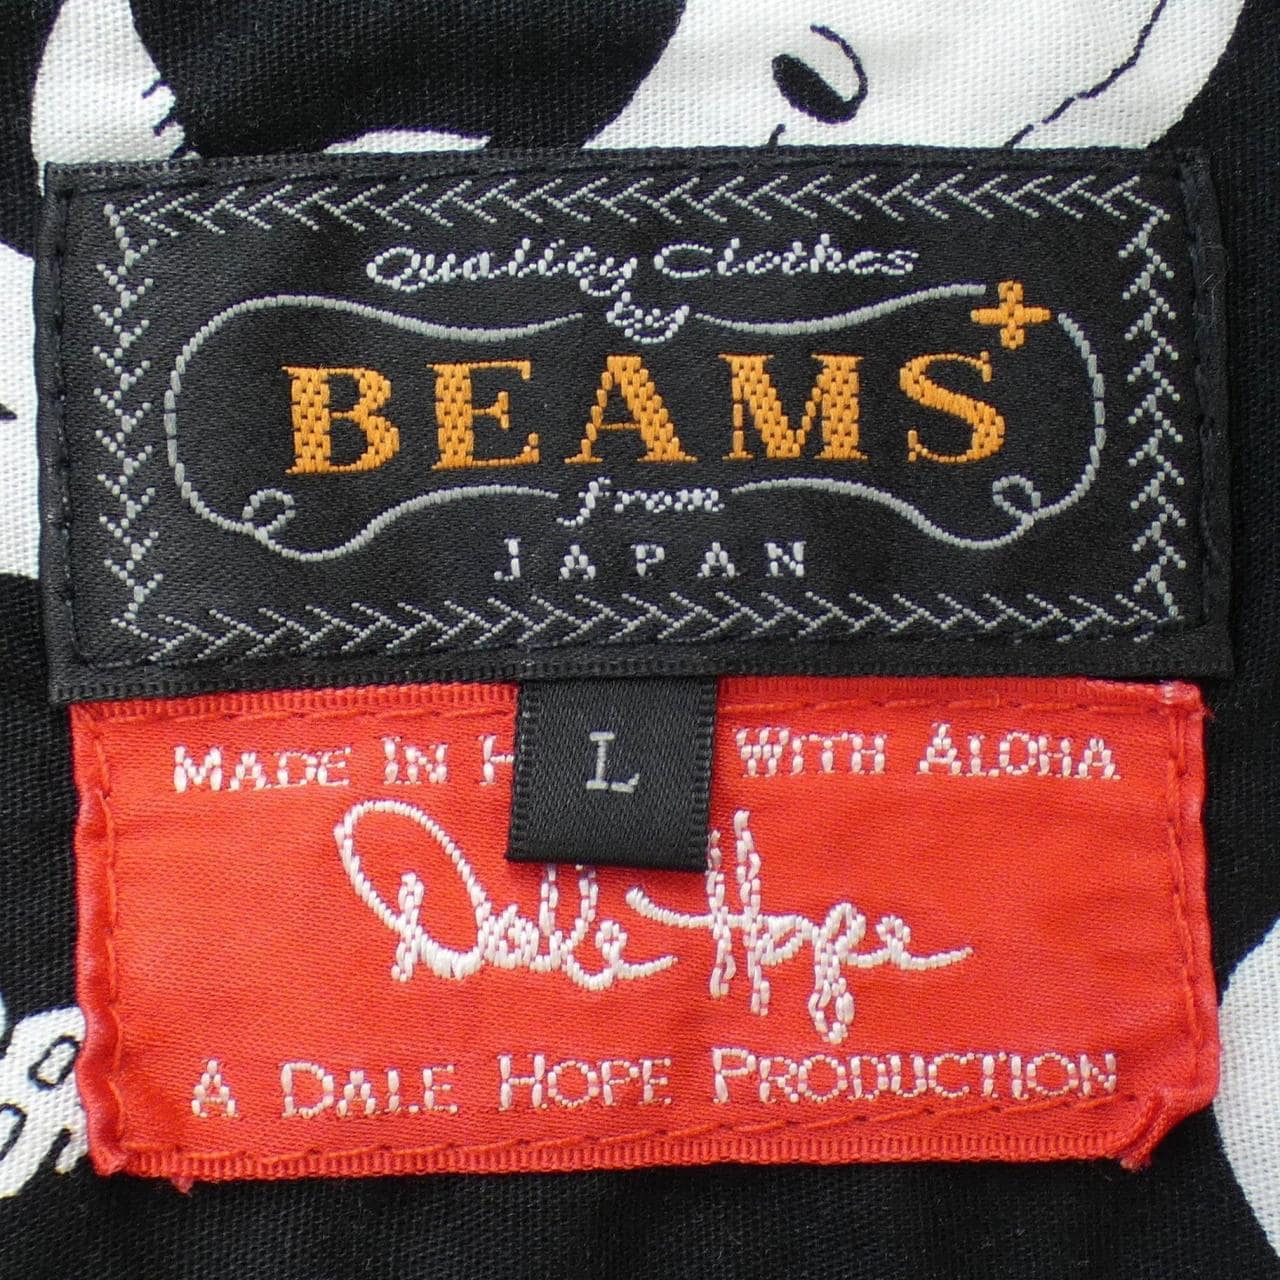 Quality Clothes
by
BEAMS+
from
JAPAN
L
MADE IN H WITH ALOHA
Dale Hope
A DALE HOPE PRODUCTION